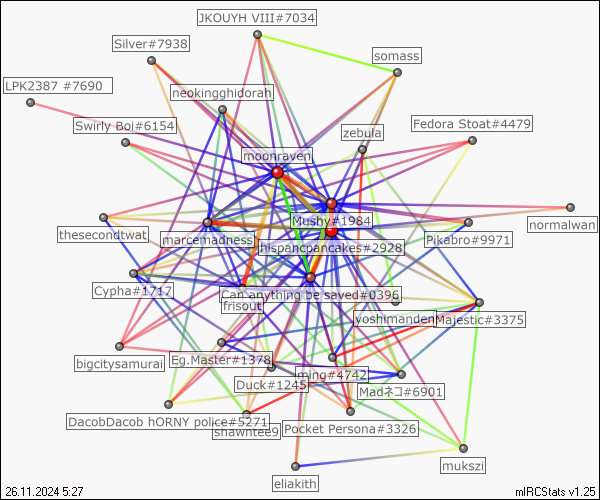 JKOUYH VIII#7034
Silver#7938
somass
LPK2387 #7690
neokingghidorah
Swirly Boi#6154
zebula
Fedora Stoat#4479
moonraven
Mushy#1984
normalwan
thesecondtwat
marcemadness
hispancpancakes#2928
Pikabro#9971
Cypha#1717
Can anything be saved#0396
frisout
yoshimanden
Majestic#3375
bigcitysamurai
Eg.Master#1378
ming#4742
Duck#1245
Madネコ#6901
DacobDacob hORNY police#5271
shawntee9
Pocket Persona#3326
mukszi
eliakith
26.11.2024 5:27
mIRCStats v1.25